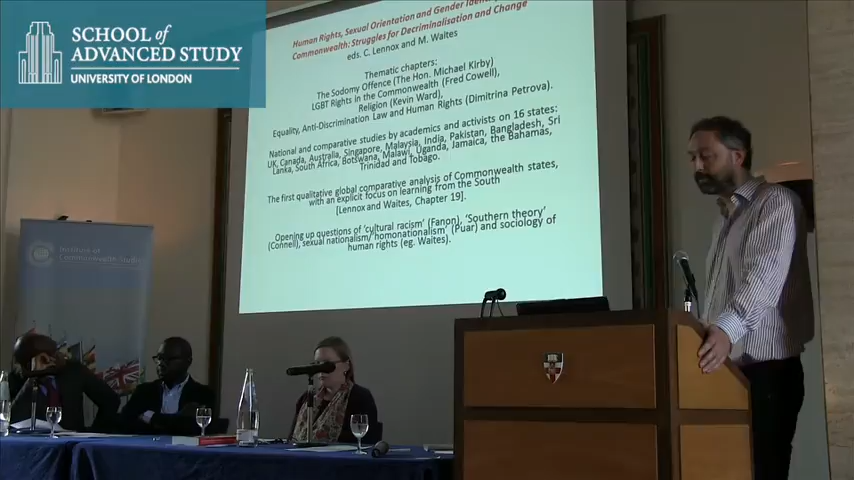 SCHOOL of
ADVANCED STUDY
UNIVERSITY OF LONDON
Human Rights, Sexual Orientation and Gender
Commonwealth: Struggles for Decriminalisation and Change
eds. C. Lennox and M. Waites
Thematic chapters:
The Sodomy Offence (The Hon. Michael Kirby)
LGBT Rights in the Commonwealth (Fred Cowell),
Religion (Kevin Ward),
Equality, Anti-Discrimination Law and Human Rights (Dimitrina Petrova).
National and comparative studies by academics and activists on 16 states:
UK, Canada, Australia, Singapore, Malaysia, India, Pakistan, Bangladesh, Sri
Lanka, South Africa, Botswana, Malawi, Uganda, Jamaica, the Bahamas,
Trinidad and Tobago.
The first qualitative global comparative analysis of Commonwealth states,
with an explicit focus on learning from the South
[Lennox and Waites, Chapter 19].
Opening up questions of 'cultural racism' (Fanon), 'Southern theory'
(Connell), 'sexual nationalism/ homonationalism' (Puar) and sociology of
human rights (eg. Waites).
Institute of
Commonwealth Studies